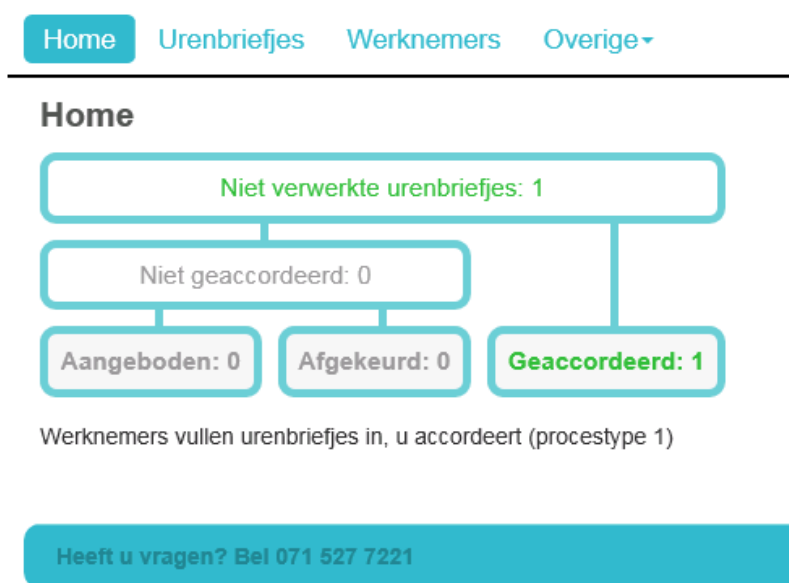 Home Urenbriefjes Werknemers Overige
Home
Niet verwerkte urenbriefjes: 1
Niet geaccordeerd: 0
Aangeboden: 0 Afgekeurd: 0 Geaccordeerd: 1
Werknemers vullen urenbriefjes in, u accordeert (procestype 1)
Heeft u vragen? Bel 071 527 7221